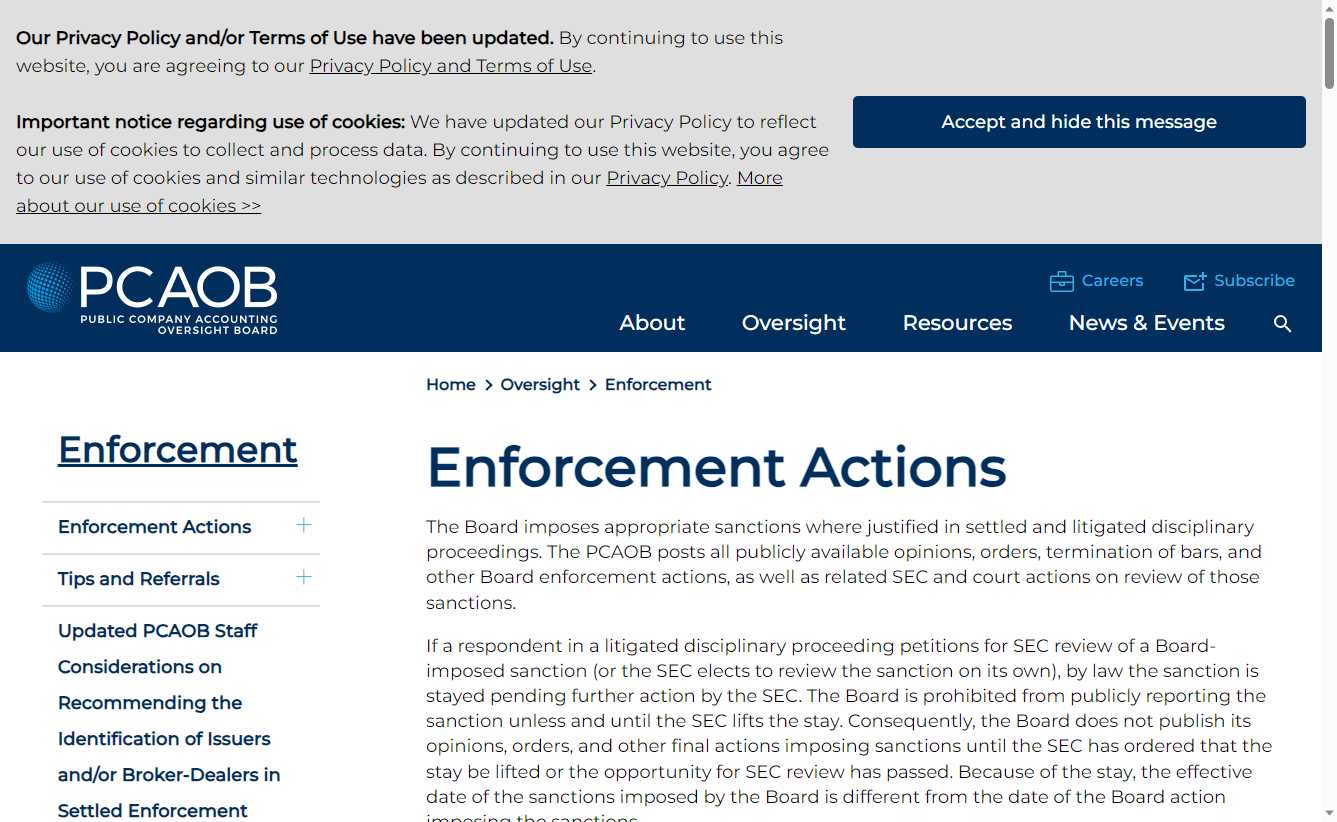 Our Privacy Policy and/or Terms of Use have been updated. By continuing to use this
website, you are agreeing to our Privacy Policy and Terms of Use.
Important notice regarding use of cookies: We have updated our Privacy Policy to reflect
our use of cookies to collect and process data. By continuing to use this website, you agree
to our use of cookies and similar technologies as described in our Privacy Policy. More
about our use of cookies >>
Accept and hide this message
PCAOB
PUBLIC COMPANY ACCOUNTING
OVERSIGHT BOARD
Careers
Subscribe
About
Oversight
Resources
News & Events
Home > Oversight > Enforcement
Enforcement
Enforcement Actions
Tips and Referrals
Updated PCAOB Staff
Considerations on
Recommending the
Identification of Issuers
and/or Broker-Dealers in
Settled Enforcement
Enforcement Actions
The Board imposes appropriate sanctions where justified in settled and litigated disciplinary
proceedings. The PCAOB posts all publicly available opinions, orders, termination of bars, and
other Board enforcement actions, as well as related SEC and court actions on review of those
sanctions.
If a respondent in a litigated disciplinary proceeding petitions for SEC review of a Board-
imposed sanction (or the SEC elects to review the sanction on its own), by law the sanction is
stayed pending further action by the SEC. The Board is prohibited from publicly reporting the
sanction unless and until the SEC lifts the stay. Consequently, the Board does not publish its
opinions, orders, and other final actions imposing sanctions until the SEC has ordered that the
stay be lifted or the opportunity for SEC review has passed. Because of the stay, the effective
date of the sanctions imposed by the Board is different from the date of the Board action
imposing the sanctions.